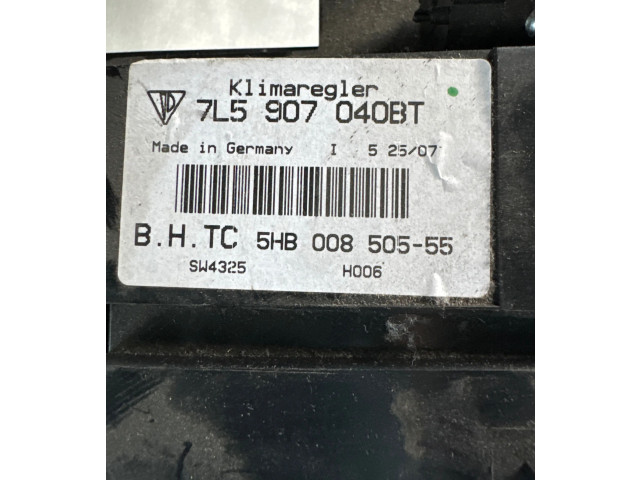 Klimaregler
7L5 907 040BT
Made in Germany I 5 25/07
B.H.TC 5HB 008 505-55
SW4325 H006